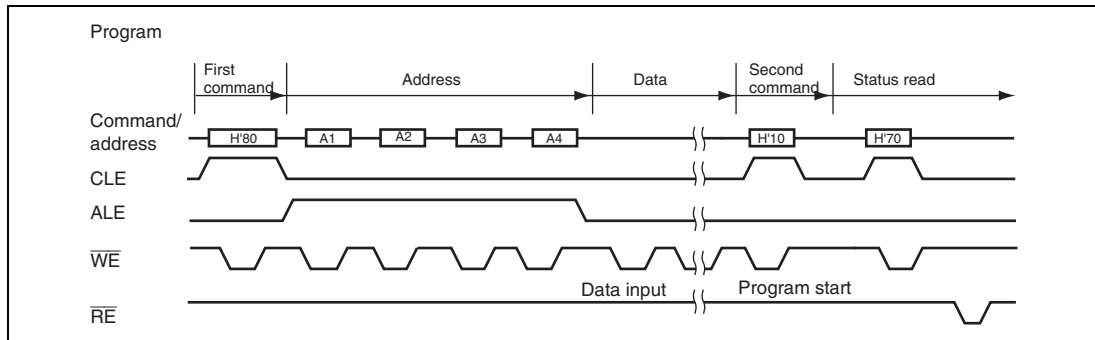 Program
First command
Address
Data
Second command
Status read
Command/
address
H'80
A1
A2
A3
A4
H'10
H'70
CLE
ALE
WE
Data input
Program start
RE